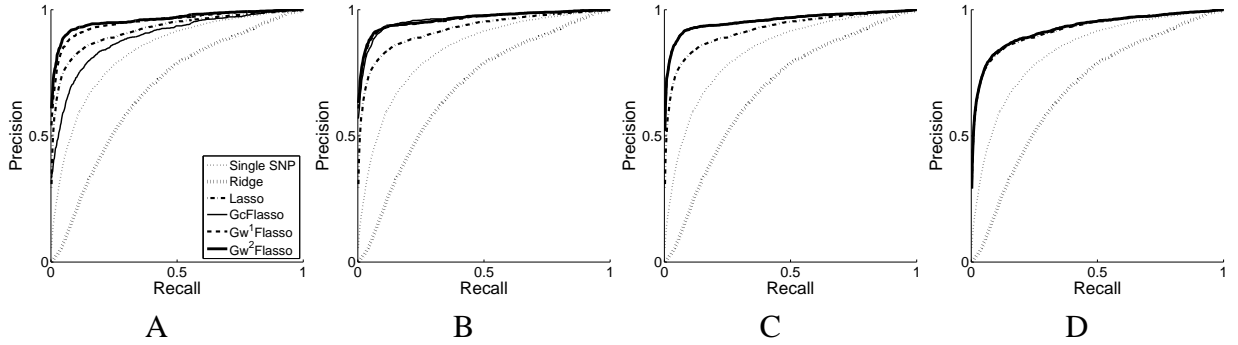 1
0.5
0
Precision
0
0.5
1
Recall
Single SNP
Ridge
Lasso
GcFlasso
Gw¹Flasso
Gw²Flasso
A
1
0.5
0
Precision
0
0.5
1
Recall
B
1
0.5
0
Precision
0
0.5
1
Recall
C
1
0.5
0
Precision
0
0.5
1
Recall
D